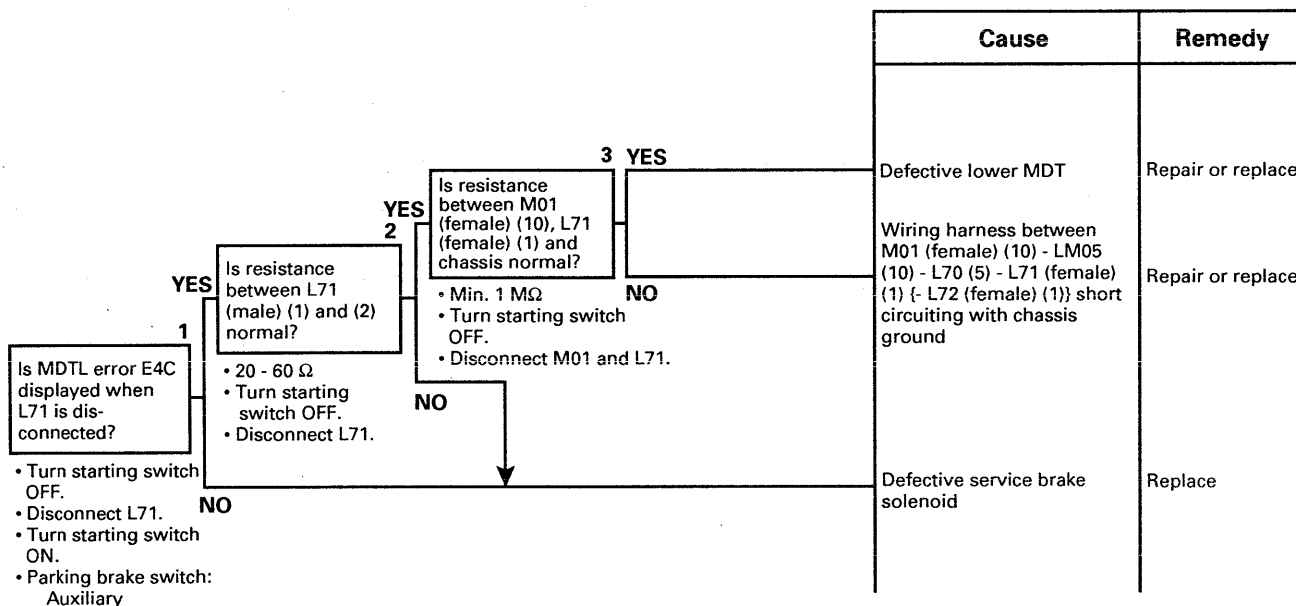 Cause
Remedy
3 YES
Is resistance
between M01
(female) (10), L71
(female) (1) and
chassis normal?
Defective lower MDT
Repair or replace
YES
2
Is resistance
between L71
(male) (1) and (2)
normal?
NO
• Min. 1 MΩ
• Turn starting switch
OFF.
• Disconnect M01 and L71.
Wiring harness between
M01 (female) (10) - LM05
(10) - L70 (5) - L71 (female)
(1) {- L72 (female) (1)} short
circuiting with chassis
ground
Repair or replace
YES
1
Is MDTL error E4C
displayed when
L71 is dis-
connected?
• 20 - 60 Ω
• Turn starting
switch OFF.
• Disconnect L71.
NO
• Turn starting switch
OFF.
• Disconnect L71.
• Turn starting switch
ON.
• Parking brake switch:
Auxiliary
NO
Defective service brake
solenoid
Replace